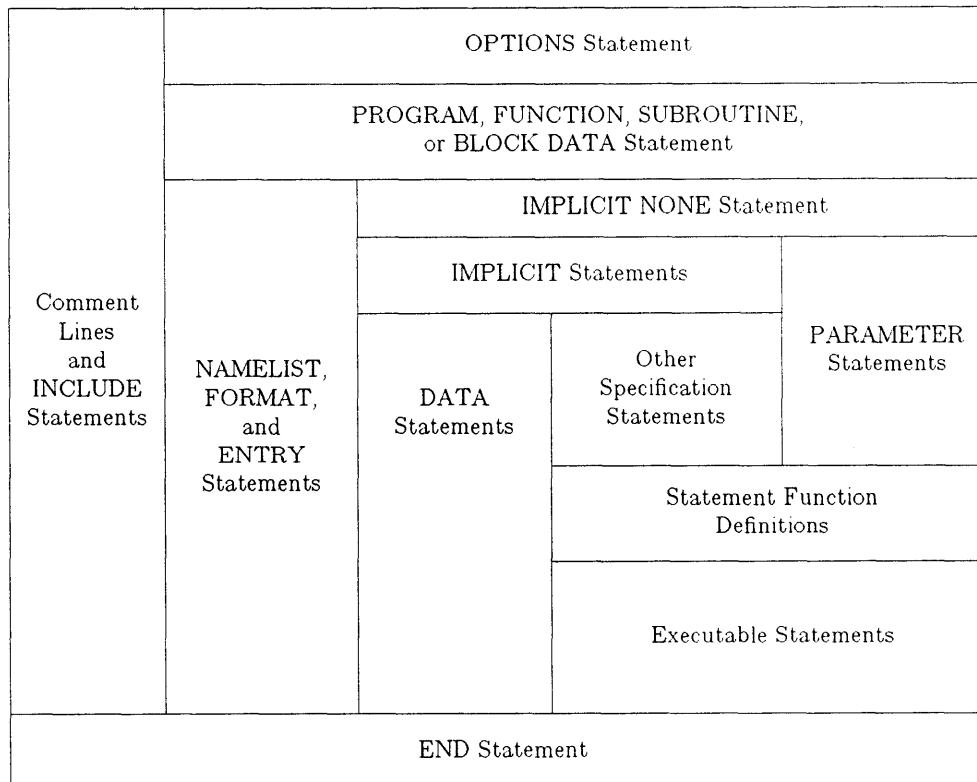 OPTIONS Statement
PROGRAM, FUNCTION, SUBROUTINE,
or BLOCK DATA Statement
IMPLICIT NONE Statement
IMPLICIT Statements
Comment
Lines
and
INCLUDE
Statements
NAMELIST,
FORMAT,
and
ENTRY
Statements
DATA
Statements
Other
Specification
Statements
PARAMETER
Statements
Statement Function
Definitions
Executable Statements
END Statement